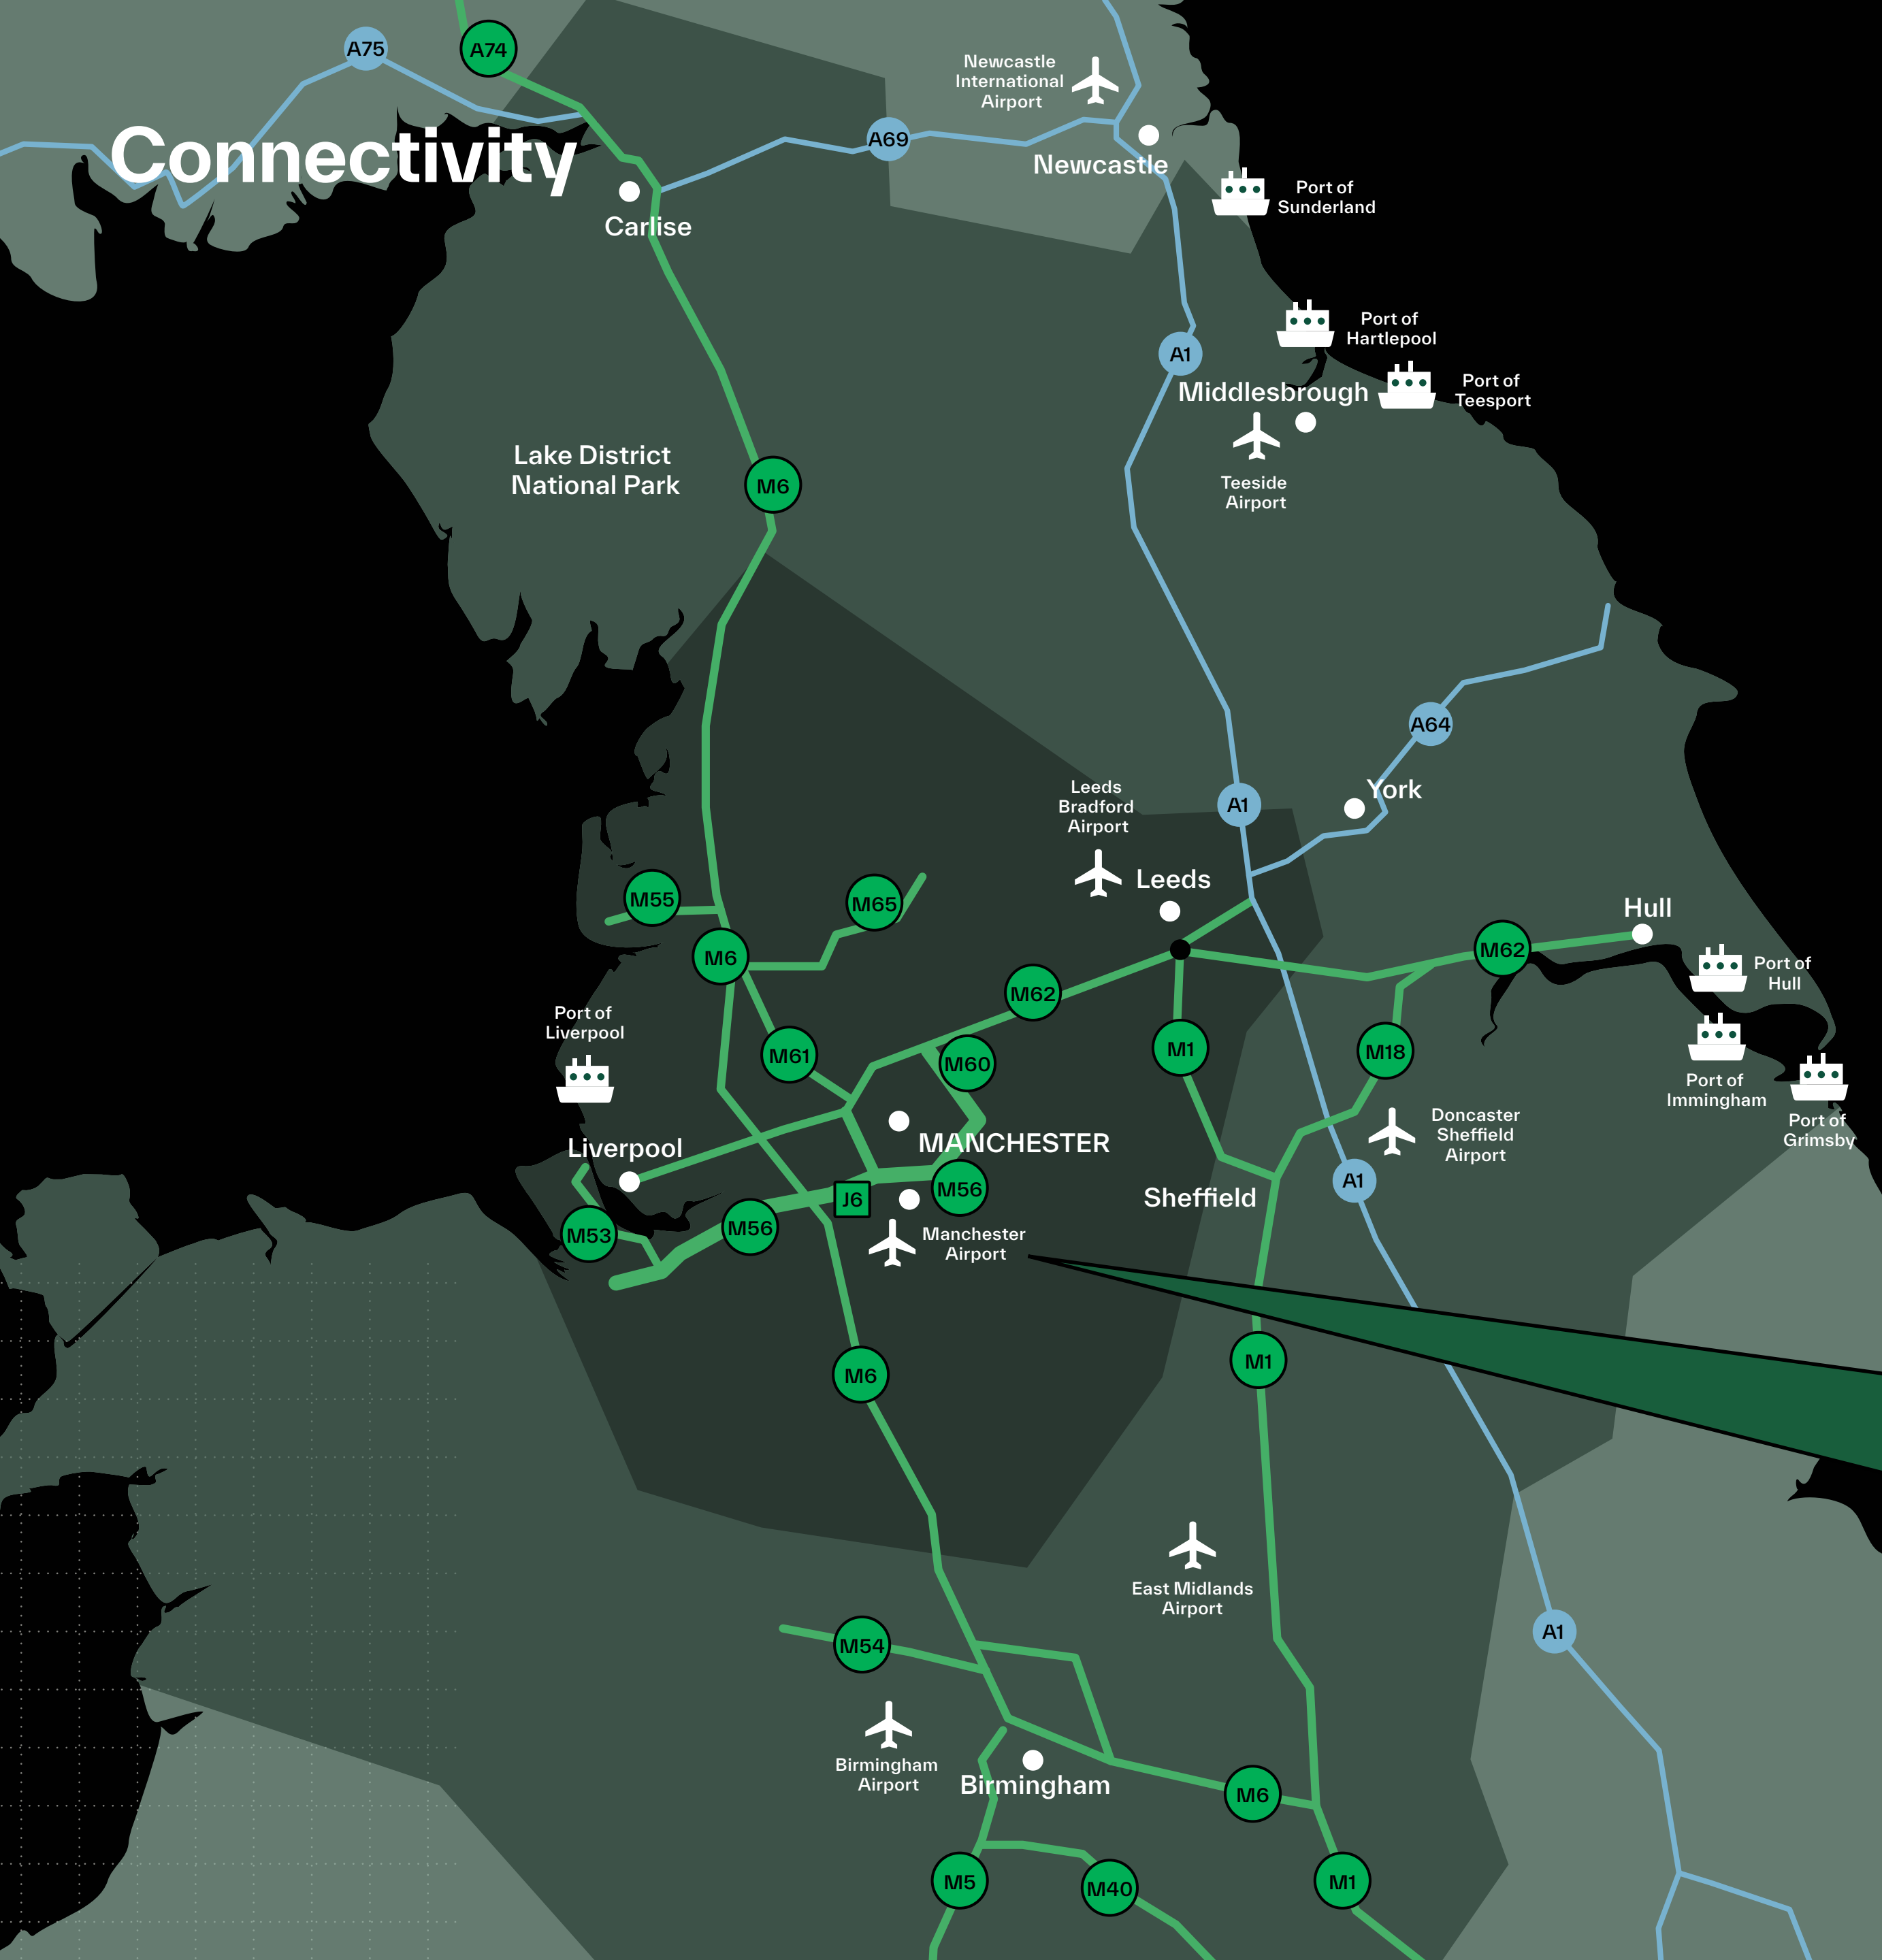 A75
A74
Newcastle
International
Airport
A69
Connectivity
Newcastle
Carlise
Port of
Sunderland
Port of
Hartlepool
A1
Middlesbrough
Port of
Teesport
Lake District
National Park
M6
Teeside
Airport
A64
York
Leeds
Bradford
Airport
A1
Leeds
M55
M65
Hull
M6
M62
Port of
Hull
M62
Port of
Liverpool
M61
M60
M1
M18
Port of
Immingham
Port of
Grimsby
Doncaster
Sheffield
Airport
MANCHESTER
Liverpool
M56
J6
Sheffield
A1
M53
M56
Manchester
Airport
M6
M1
East Midlands
Airport
A1
M54
Birmingham
Airport
Birmingham
M6
M5
M40
M1